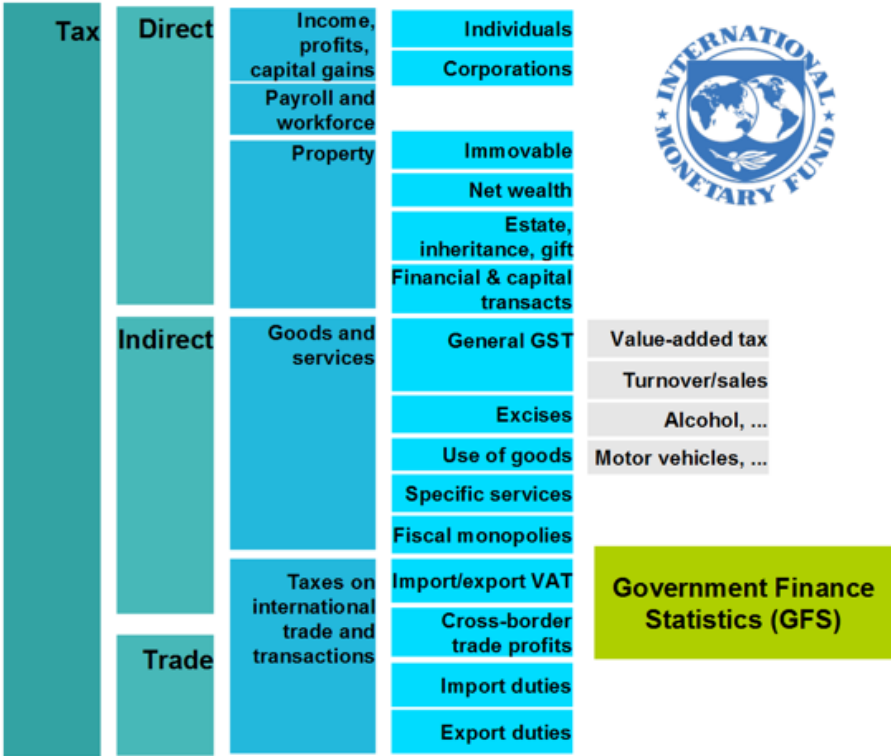 Tax
Direct
Income,
profits,
capital gains
Individuals
Corporations
Payroll and
workforce
Property
Immovable
Net wealth
Estate,
inheritance, gift
Financial & capital
transacts
Indirect
Goods and
services
General GST
Value-added tax
Turnover/sales
Excises
Alcohol, ...
Use of goods
Motor vehicles, ...
Specific services
Fiscal monopolies
Taxes on
international
trade and
transactions
Import/export VAT
Cross-border
trade profits
Trade
Import duties
Export duties
INTERNATIONAL
MONETARY FUND
Government Finance
Statistics (GFS)